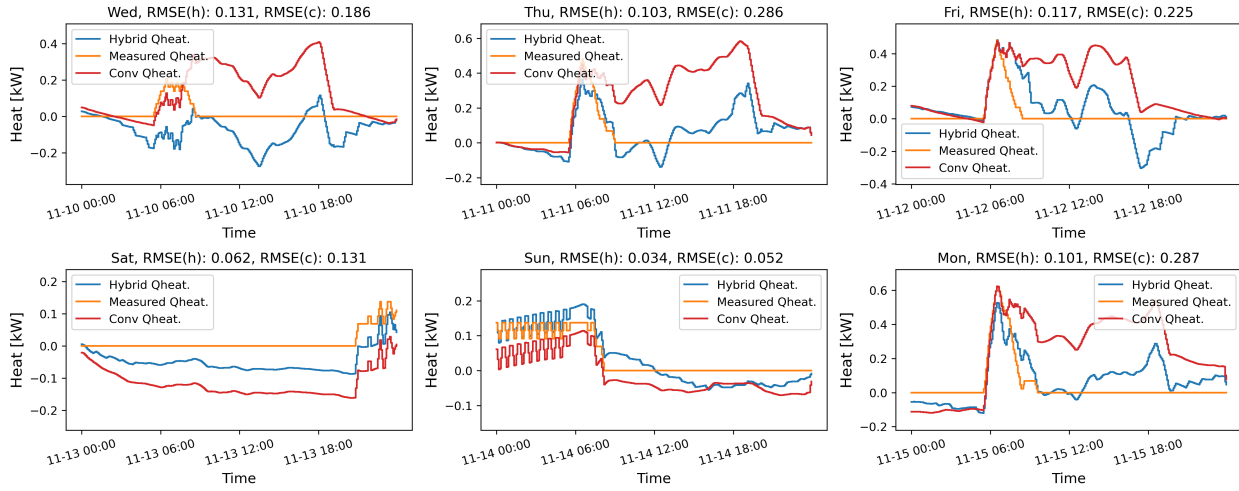 Wed, RMSE(h): 0.131, RMSE(c): 0.186
Heat [kW]
0.4
0.2
0.0
−0.2
Hybrid Qheat.
Measured Qheat.
Conv Qheat.
11-10 00:00
11-10 06:00
11-10 12:00
11-10 18:00
Time
Thu, RMSE(h): 0.103, RMSE(c): 0.286
Heat [kW]
0.6
0.4
0.2
0.0
−0.2
Hybrid Qheat.
Measured Qheat.
Conv Qheat.
11-11 00:00
11-11 06:00
11-11 12:00
11-11 18:00
Time
Fri, RMSE(h): 0.117, RMSE(c): 0.225
Heat [kW]
0.4
0.2
0.0
−0.2
−0.4
Hybrid Qheat.
Measured Qheat.
Conv Qheat.
11-12 00:00
11-12 06:00
11-12 12:00
11-12 18:00
Time
Sat, RMSE(h): 0.062, RMSE(c): 0.131
Heat [kW]
0.2
0.1
0.0
−0.1
−0.2
Hybrid Qheat.
Measured Qheat.
Conv Qheat.
11-13 00:00
11-13 06:00
11-13 12:00
11-13 18:00
Time
Sun, RMSE(h): 0.034, RMSE(c): 0.052
Heat [kW]
0.2
0.1
0.0
−0.1
Hybrid Qheat.
Measured Qheat.
Conv Qheat.
11-14 00:00
11-14 06:00
11-14 12:00
11-14 18:00
Time
Mon, RMSE(h): 0.101, RMSE(c): 0.287
Heat [kW]
0.6
0.4
0.2
0.0
−0.2
Hybrid Qheat.
Measured Qheat.
Conv Qheat.
11-15 00:00
11-15 06:00
11-15 12:00
11-15 18:00
Time